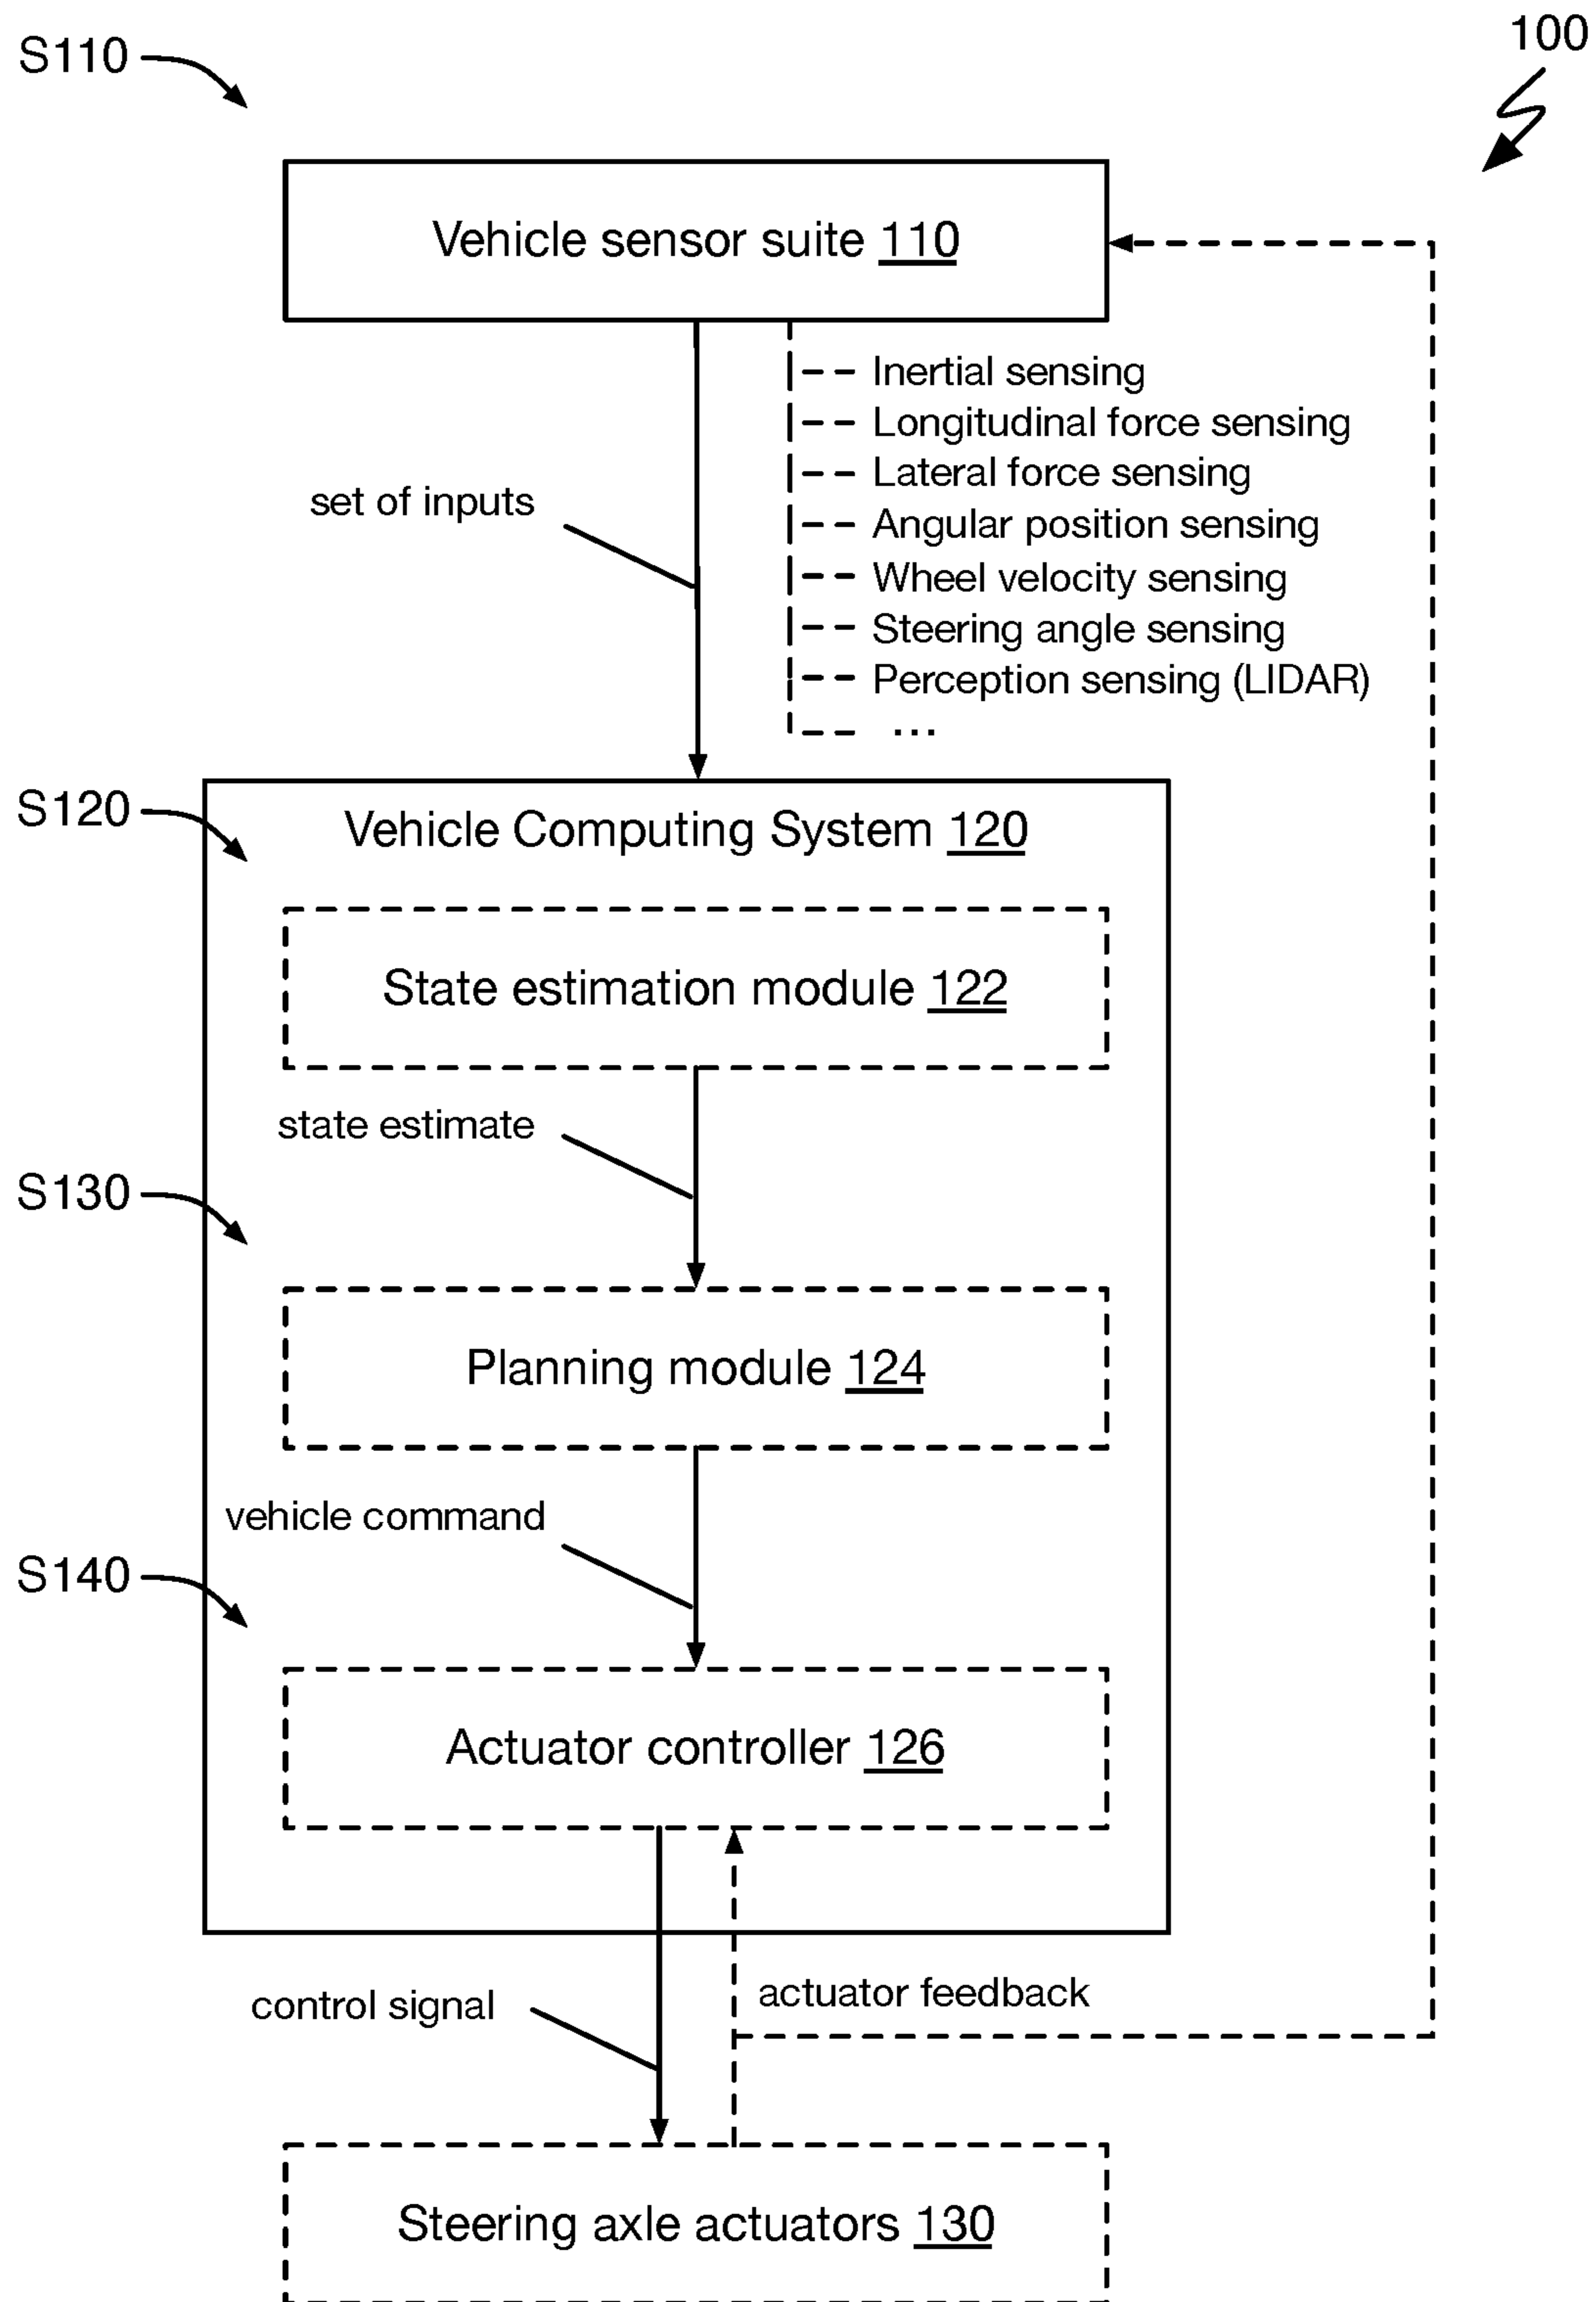 100
S110
Vehicle sensor suite 110
Inertial sensing
Longitudinal force sensing
Lateral force sensing
set of inputs
Angular position sensing
Wheel velocity sensing
Steering angle sensing
Perception sensing (LIDAR)
...
S120
Vehicle Computing System 120
State estimation module 122
state estimate
S130
Planning module 124
vehicle command
S140
Actuator controller 126
actuator feedback
control signal
Steering axle actuators 130